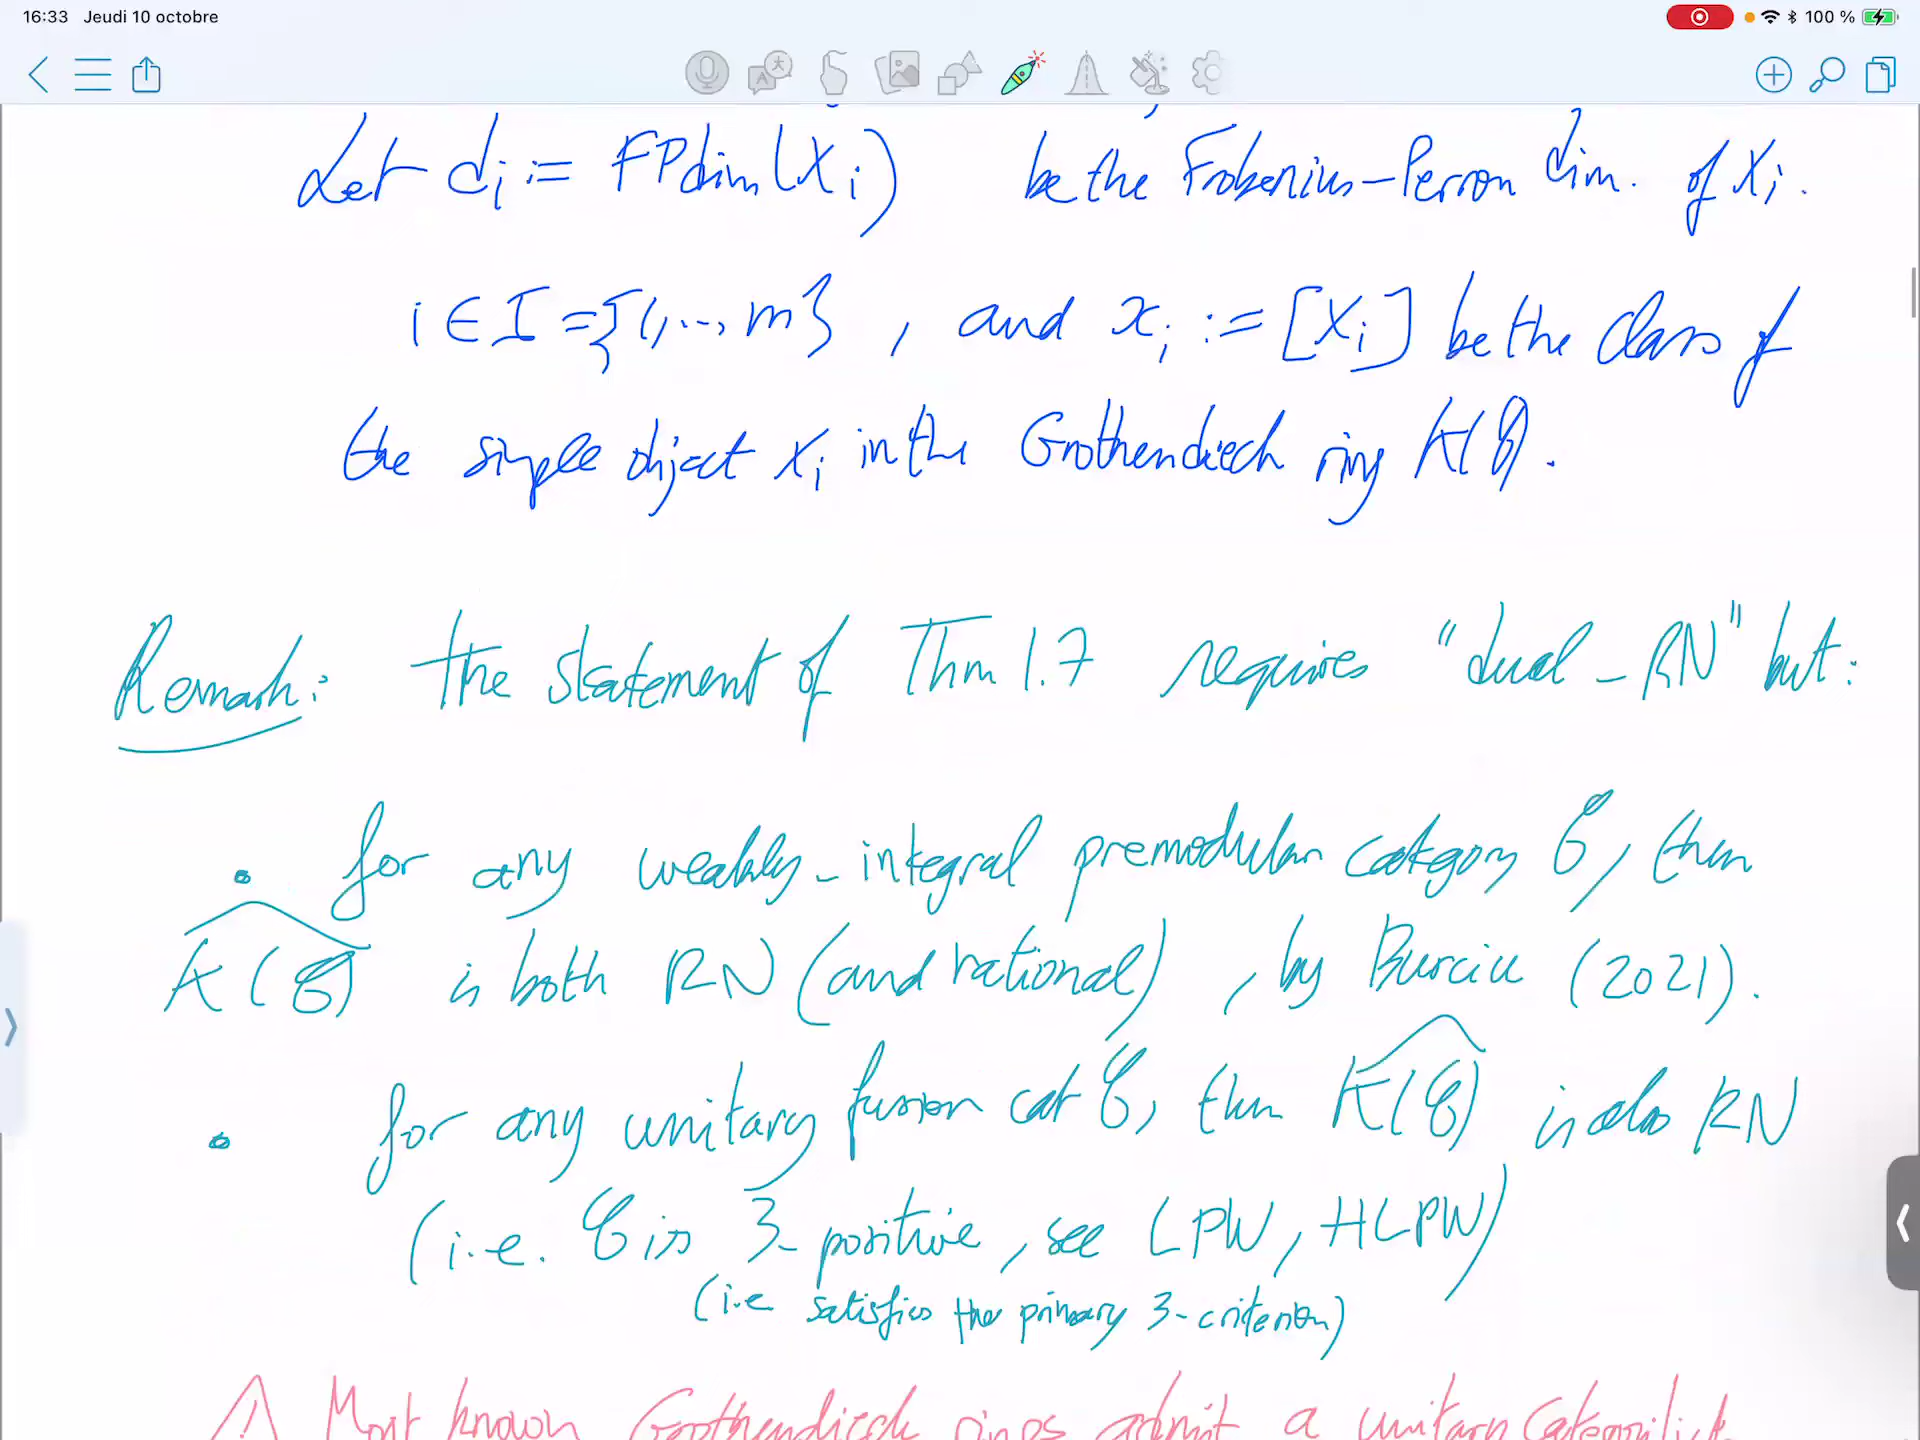 16:33 Jeudi 10 octobre 100 %
Let di := FPdim(Xi) be the Frobenius-Perron dim. of Xi.
i ∈ I = {1, ..., m}, and xi := [Xi] be the class of
the simple object Xi in the Grothendieck ring K(𝒞).
Remark: the statement of Thm 1.7 requires "dual-RN" but:
• for any weakly-integral premodular category 𝒞, then
K̂(𝒞) is both RN (and rational), by Burciu (2021).
• for any unitary fusion cat 𝒞, then K̂(𝒞) is also RN
(i.e. 𝒞 is 3-positive, see LPW, HLPW)
(i.e satisfies the primary 3-criterion)
⚠ Most known Grothendieck rings admit a unitary